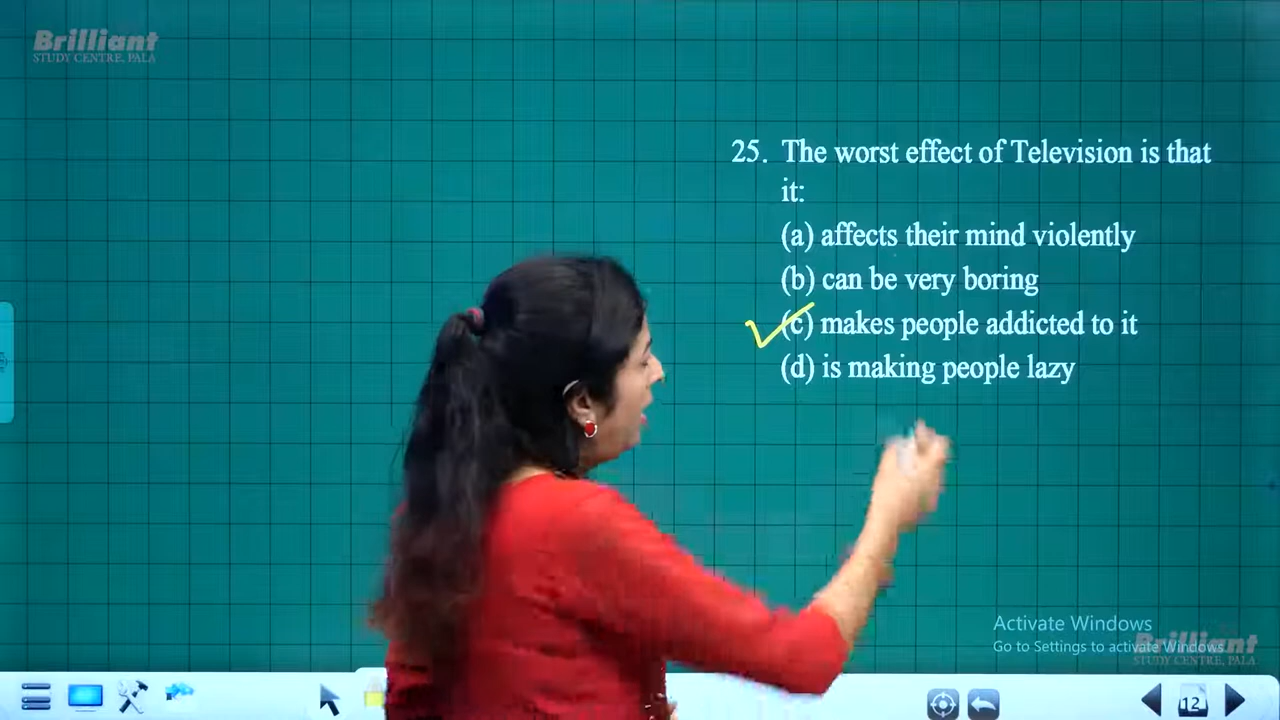 Brilliant
STUDY CENTRE, PALA
25. The worst effect of Television is that
it:
(a) affects their mind violently
(b) can be very boring
(c) makes people addicted to it
(d) is making people lazy
Activate Windows
Go to Settings to activate Windows.
Brilliant
STUDY CENTRE, PALA
12